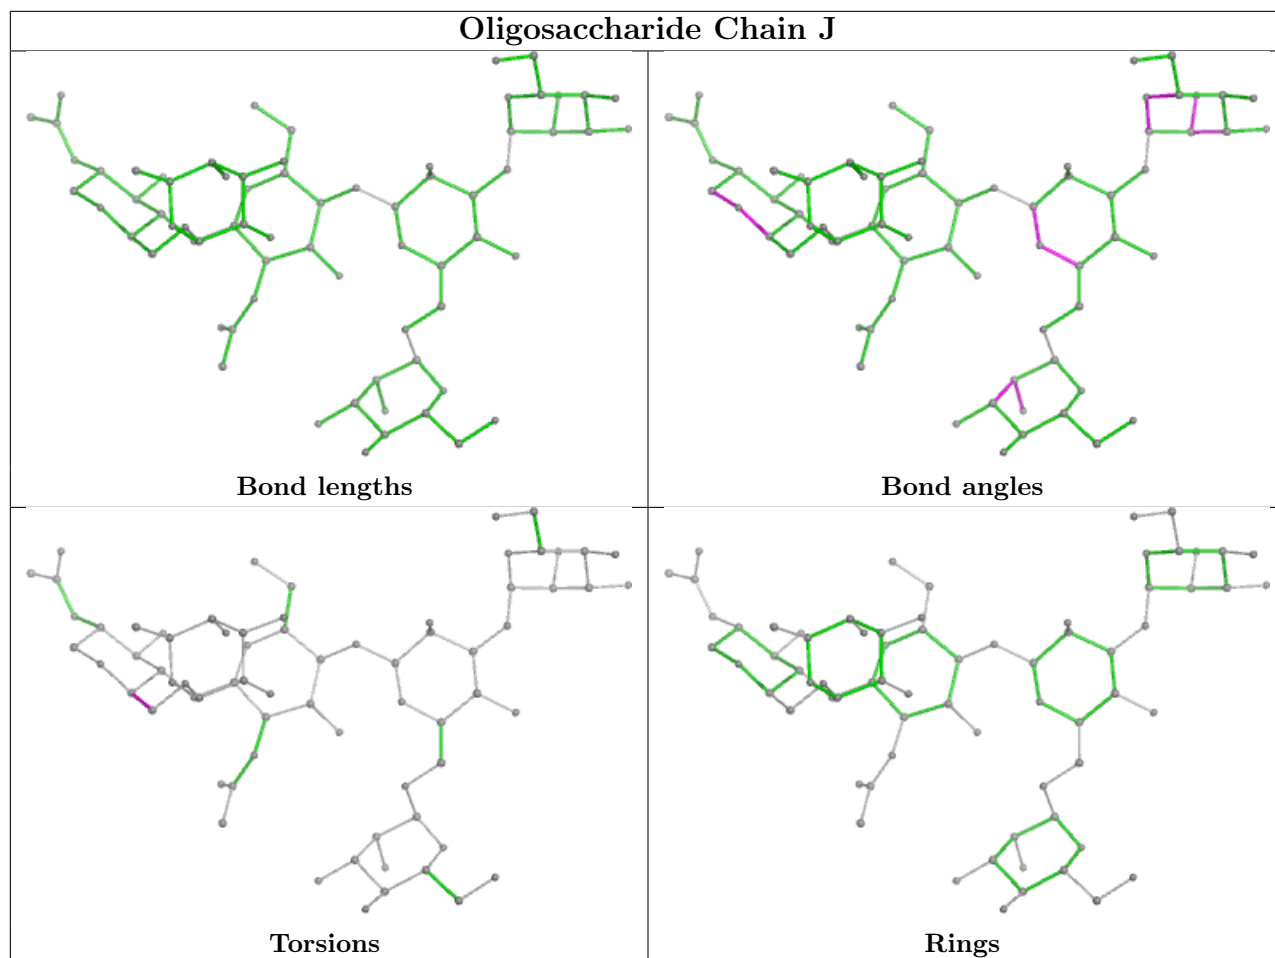 Oligosaccharide Chain J
Bond lengths
Bond angles
Torsions
Rings